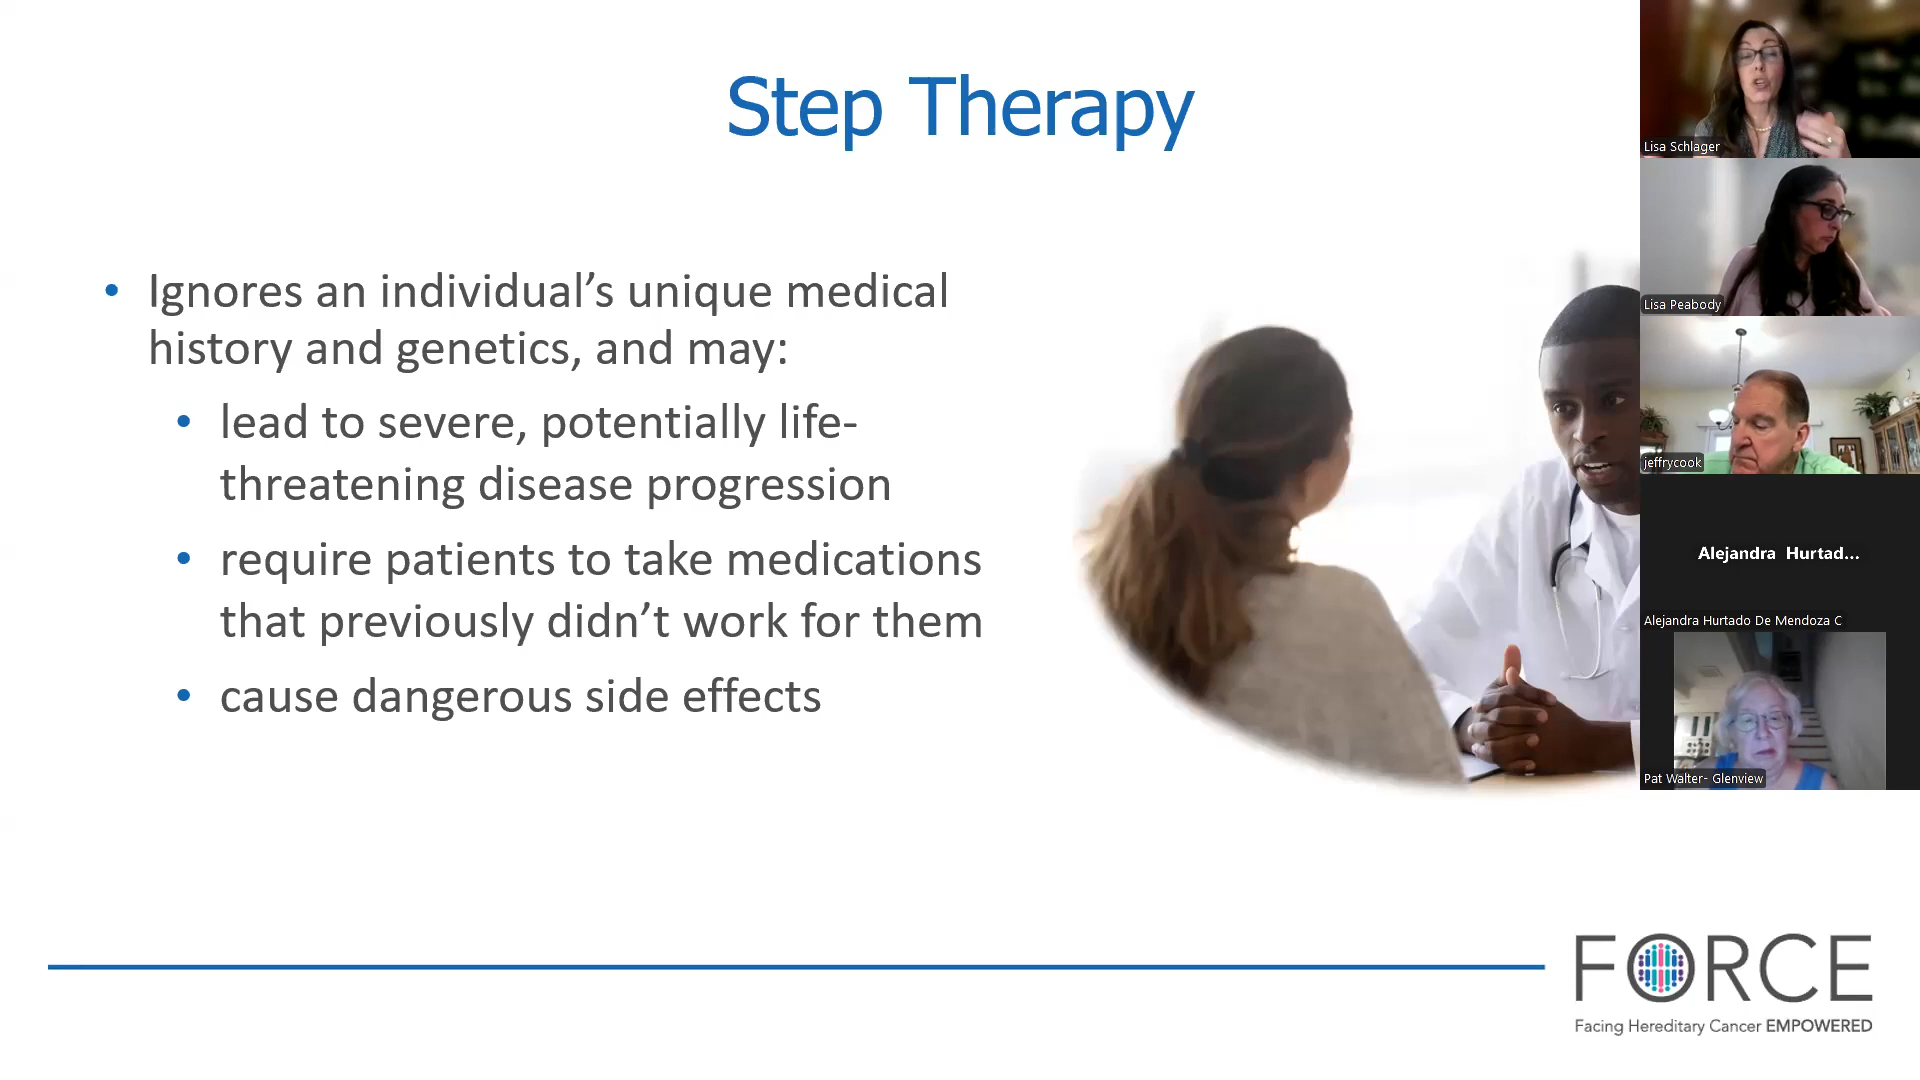 Step Therapy
• Ignores an individual’s unique medical
history and genetics, and may:
• lead to severe, potentially life-
threatening disease progression
• require patients to take medications
that previously didn’t work for them
• cause dangerous side effects
Lisa Schlager
Lisa Peabody
jeffrycook
Alejandra Hurtad...
Alejandra Hurtado De Mendoza C
Pat Walter- Glenview
FORCE
Facing Hereditary Cancer EMPOWERED